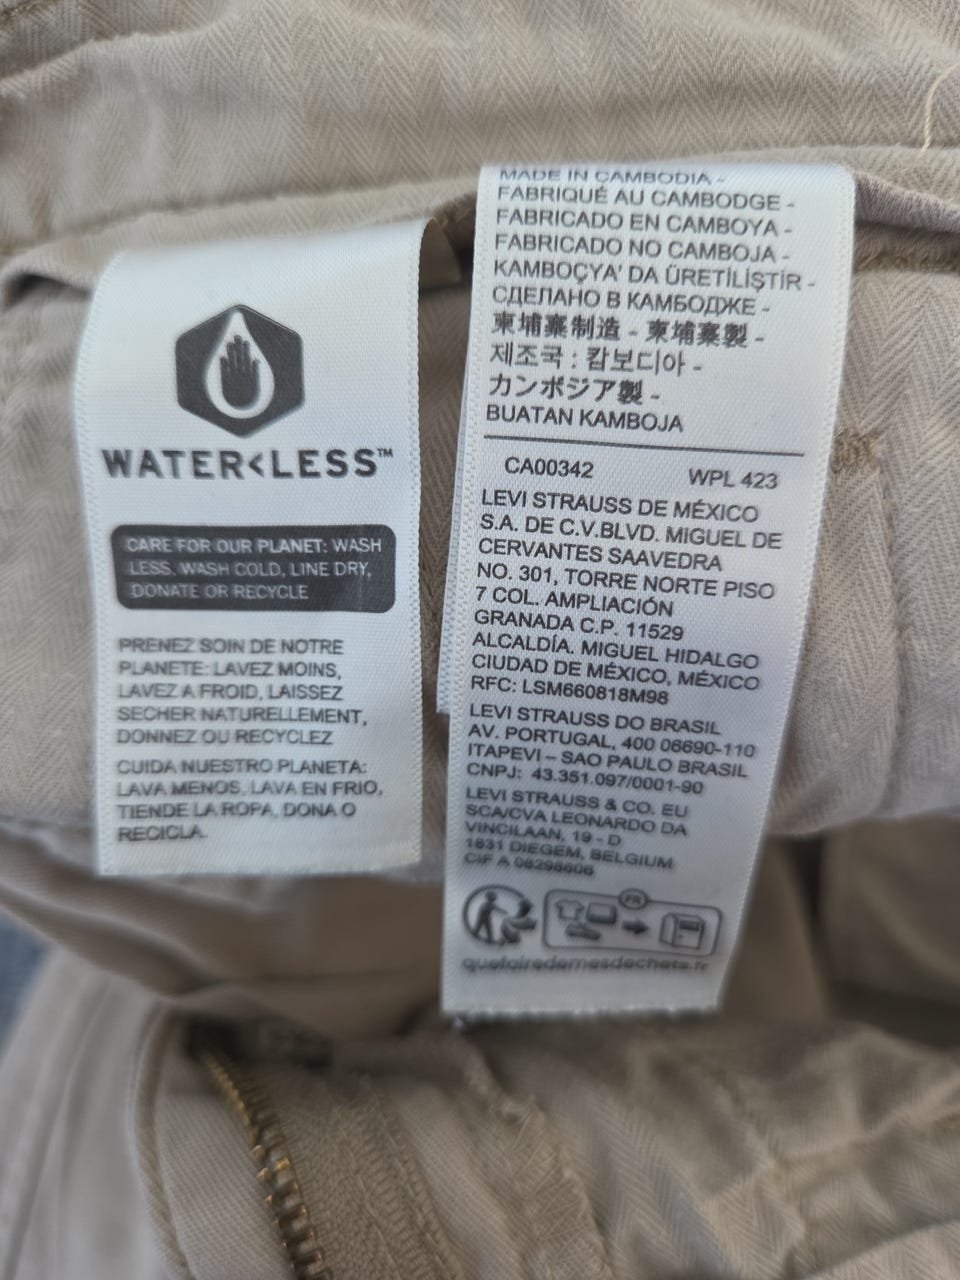 WATER<LESS™
CARE FOR OUR PLANET: WASH
LESS, WASH COLD, LINE DRY,
DONATE OR RECYCLE
PRENEZ SOIN DE NOTRE
PLANETE: LAVEZ MOINS,
LAVEZ A FROID, LAISSEZ
SECHER NATURELLEMENT,
DONNEZ OU RECYCLEZ
CUIDA NUESTRO PLANETA:
LAVA MENOS, LAVA EN FRIO,
TIENDE LA ROPA, DONA O
RECICLA.
MADE IN CAMBODIA -
FABRIQUÉ AU CAMBODGE -
FABRICADO EN CAMBOYA -
FABRICADO NO CAMBOJA -
KAMBOÇYA' DA ÜRETİLİŞTİR -
СДЕЛАНО В КАМБОДЖЕ -
柬埔寨制造 - 柬埔寨製 -
제조국 : 캄보디아 -
カンボジア製 -
BUATAN KAMBOJA
CA00342 WPL 423
LEVI STRAUSS DE MÉXICO
S.A. DE C.V.BLVD. MIGUEL DE
CERVANTES SAAVEDRA
NO. 301, TORRE NORTE PISO
7 COL. AMPLIACIÓN
GRANADA C.P. 11529
ALCALDÍA. MIGUEL HIDALGO
CIUDAD DE MÉXICO, MÉXICO
RFC: LSM660818M98
LEVI STRAUSS DO BRASIL
AV. PORTUGAL, 400 06690-110
ITAPEVI – SAO PAULO BRASIL
CNPJ: 43.351.097/0001-90
LEVI STRAUSS & CO. EU
SCA/CVA LEONARDO DA
VINCILAAN, 19 - D
1831 DIEGEM, BELGIUM
CIF A 08298606
FR
quefairedemesdechets.fr